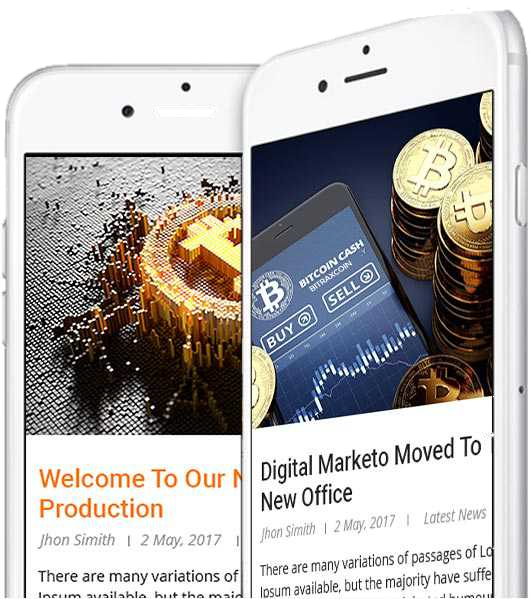 Welcome To Our N
Production
Jhon Smith | 2 May, 2017 |
There are many variations of
Ipsum available, but the majo
BITCOIN CASH
BITRAXCOIN
BUY
SELL
Digital Marketo Moved To
New Office
Jhon Smith | 2 May, 2017 | Latest News
There are many variations of passages of Lo
Ipsum available, but the majority have suffe